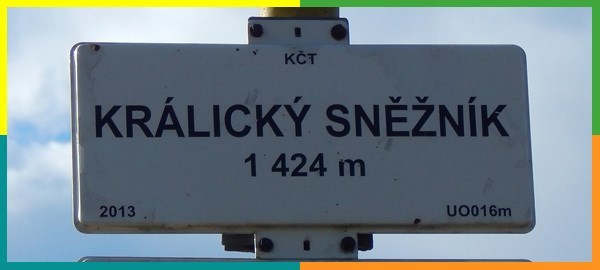 KČT
KRÁLICKÝ SNĚŽNÍK
1 424 m
2013 UO016m